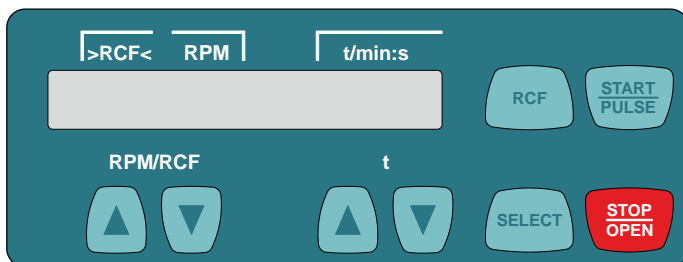 >RCF< RPM t/min:s
RCF
START
PULSE
RPM/RCF t
SELECT
STOP
OPEN